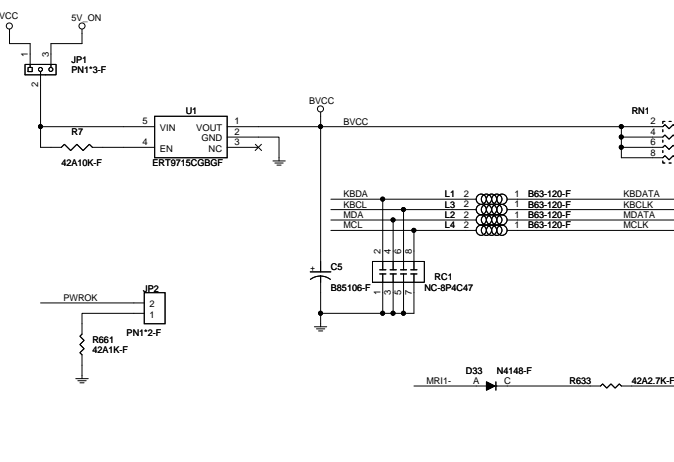 VCC
5V_ON
1
3
JP1
PN1*3-F
2
U1
BVCC
RN1
5 VIN VOUT 1
BVCC
2
GND 2
4
R7
4 EN NC 3
6
8
42A10K-F
ERT9715CGBGF
KBDA L1 2 1 B63-120-F KBDATA
KBCL L3 2 1 B63-120-F KBCLK
MDA L2 2 1 B63-120-F MDATA
MCL L4 2 1 B63-120-F MCLK
2 4 6 8
+ C5
RC1
B85106-F
NC-8P4C47
1 3 5 7
JP2
PWROK 2
1
PN1*2-F
R661
42A1K-F
D33 N4148-F
MRI1- A C R633 42A2.7K-F